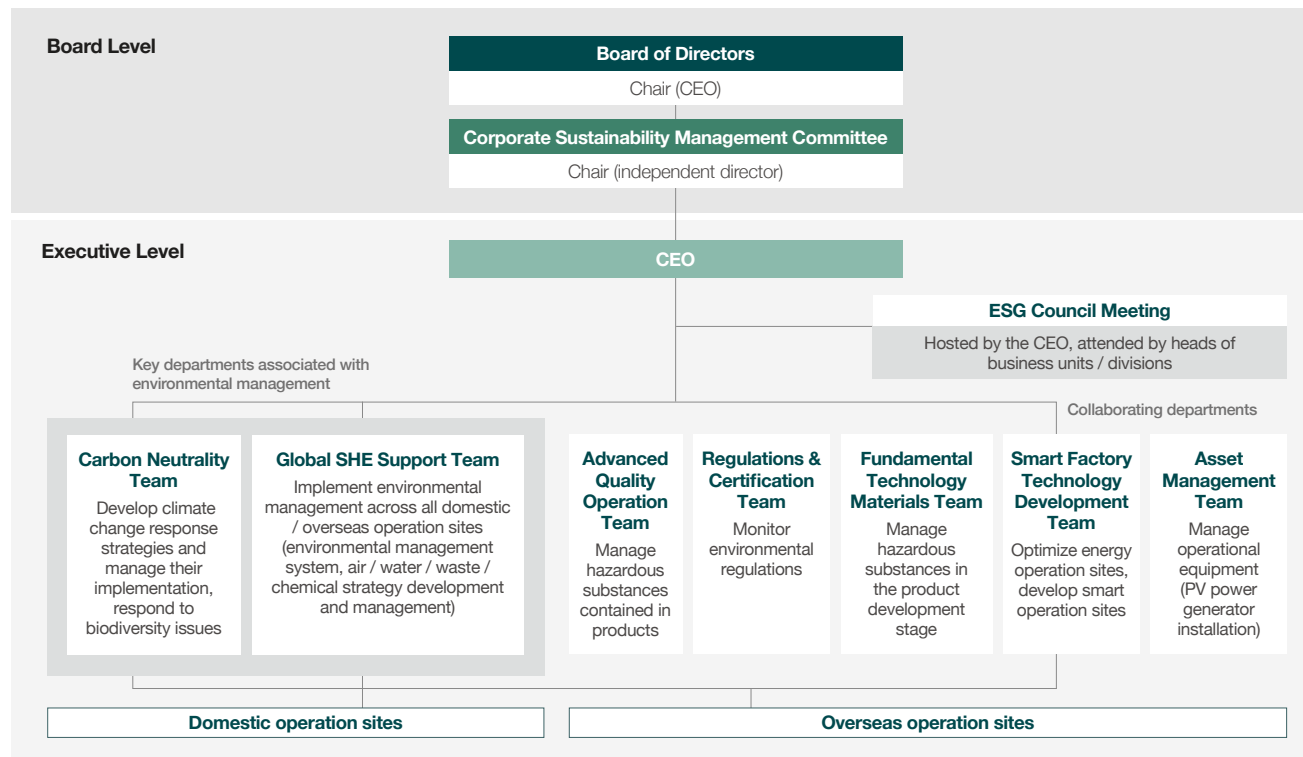 Board Level
Board of Directors
Chair (CEO)
Corporate Sustainability Management Committee
Chair (independent director)
Executive Level
CEO
ESG Council Meeting
Hosted by the CEO, attended by heads of
business units / divisions
Key departments associated with
environmental management
Collaborating departments
Carbon Neutrality
Team
Develop climate
change response
strategies and
manage their
implementation,
respond to
biodiversity issues
Global SHE Support Team
Implement environmental
management across all domestic
/ overseas operation sites
(environmental management
system, air / water / waste /
chemical strategy development
and management)
Advanced
Quality
Operation
Team
Manage
hazardous
substances
contained in
products
Regulations &
Certification
Team
Monitor
environmental
regulations
Fundamental
Technology
Materials Team
Manage
hazardous
substances in
the product
development
stage
Smart Factory
Technology
Development
Team
Optimize energy
operation sites,
develop smart
operation sites
Asset
Management
Team
Manage
operational
equipment
(PV power
generator
installation)
Domestic operation sites
Overseas operation sites